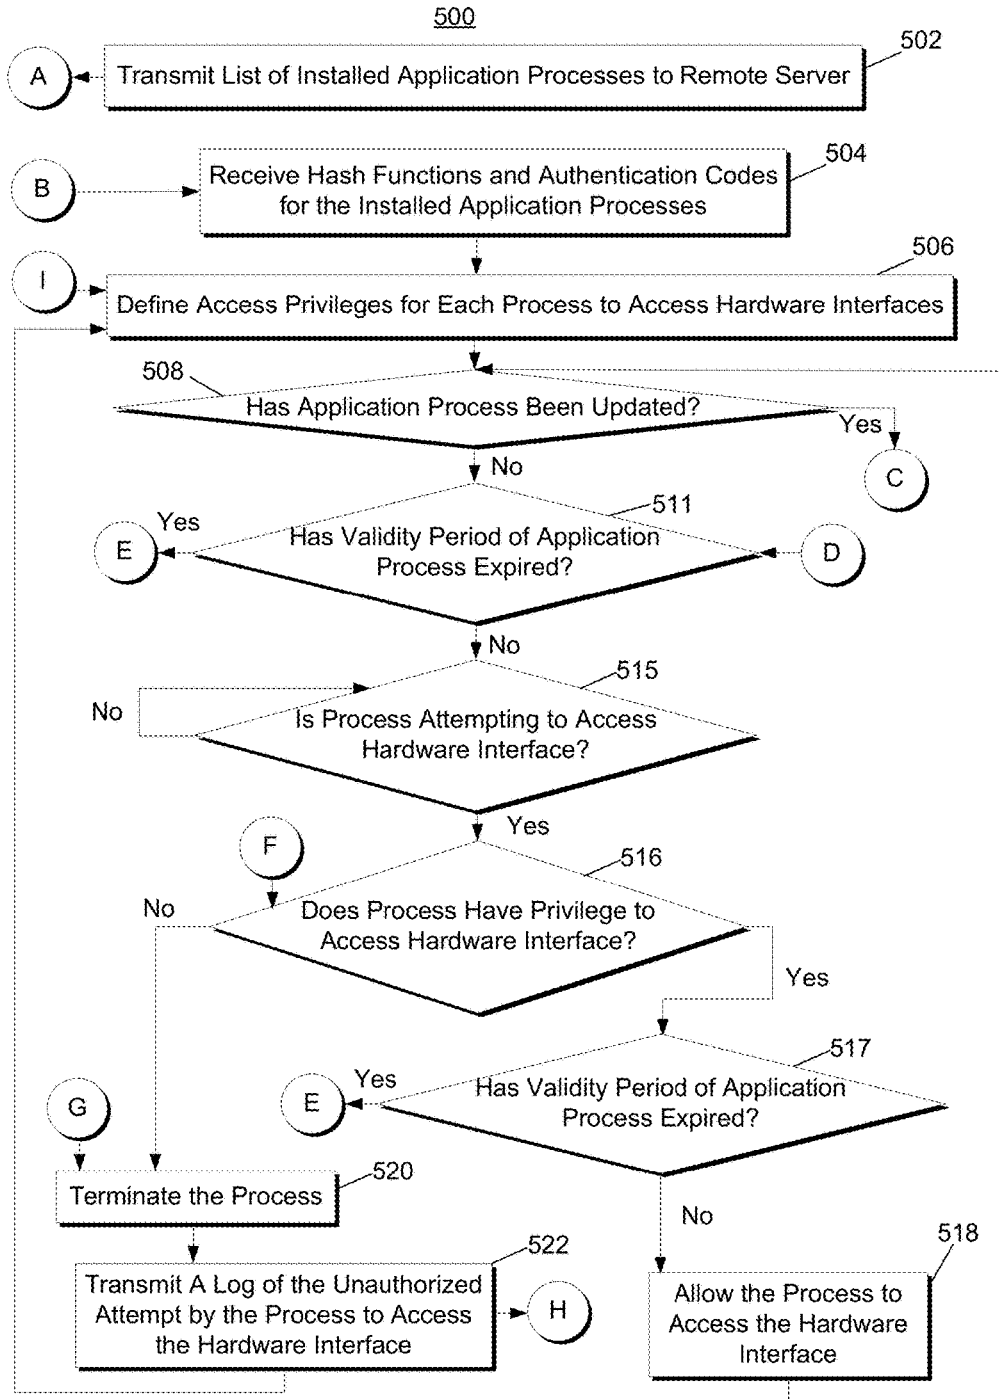 500
502
A
Transmit List of Installed Application Processes to Remote Server
504
B
Receive Hash Functions and Authentication Codes
for the Installed Application Processes
506
I
Define Access Privileges for Each Process to Access Hardware Interfaces
508
Has Application Process Been Updated?
Yes
C
No
511
Yes
E
Has Validity Period of Application
Process Expired?
D
No
515
No
Is Process Attempting to Access
Hardware Interface?
Yes
F
516
No
Does Process Have Privilege to
Access Hardware Interface?
Yes
517
Yes
E
Has Validity Period of Application
Process Expired?
G
520
Terminate the Process
No
522
518
Transmit A Log of the Unauthorized
Attempt by the Process to Access
the Hardware Interface
H
Allow the Process to
Access the Hardware
Interface